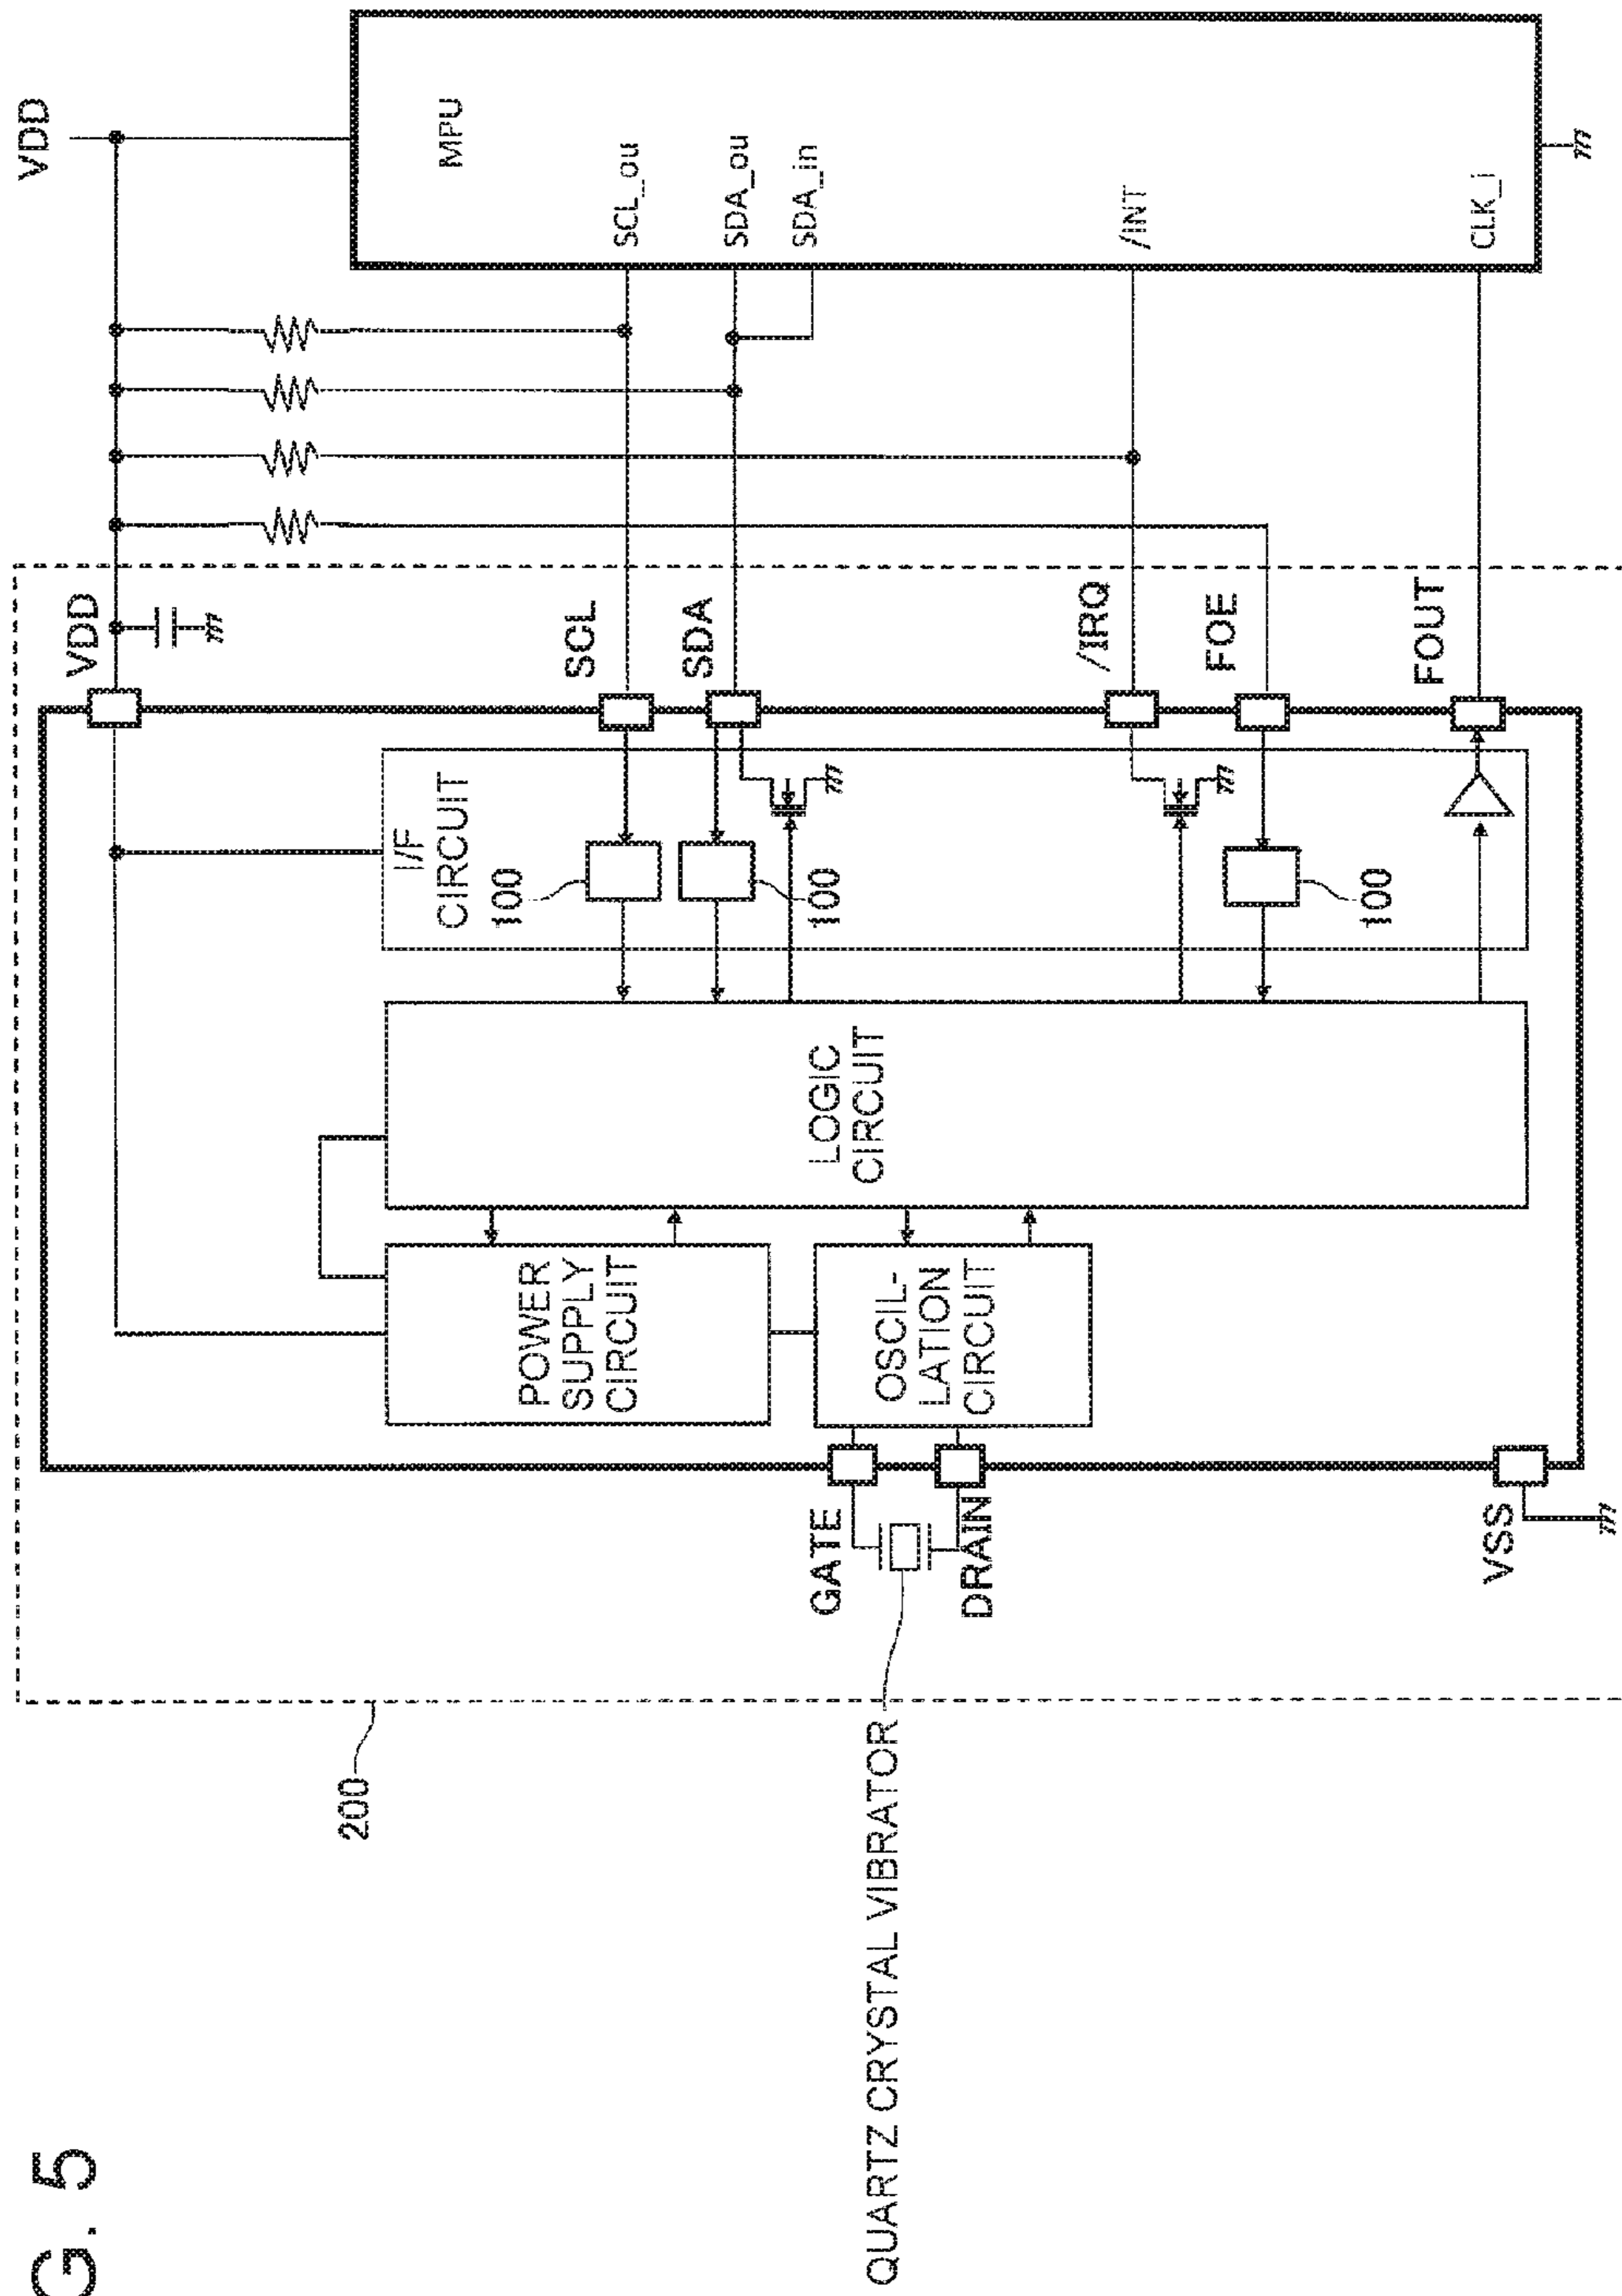 G. 5
VDD
VDD
200
I/F
CIRCUIT
MPU
100
POWER
SUPPLY
CIRCUIT
SCL
SCL_ou
SDA
SDA_ou
SDA_in
100
LOGIC
CIRCUIT
GATE
QUARTZ CRYSTAL VIBRATOR
OSCIL-
LATION
CIRCUIT
DRAIN
/IRQ
/INT
FOE
100
FOUT
CLK_i
VSS